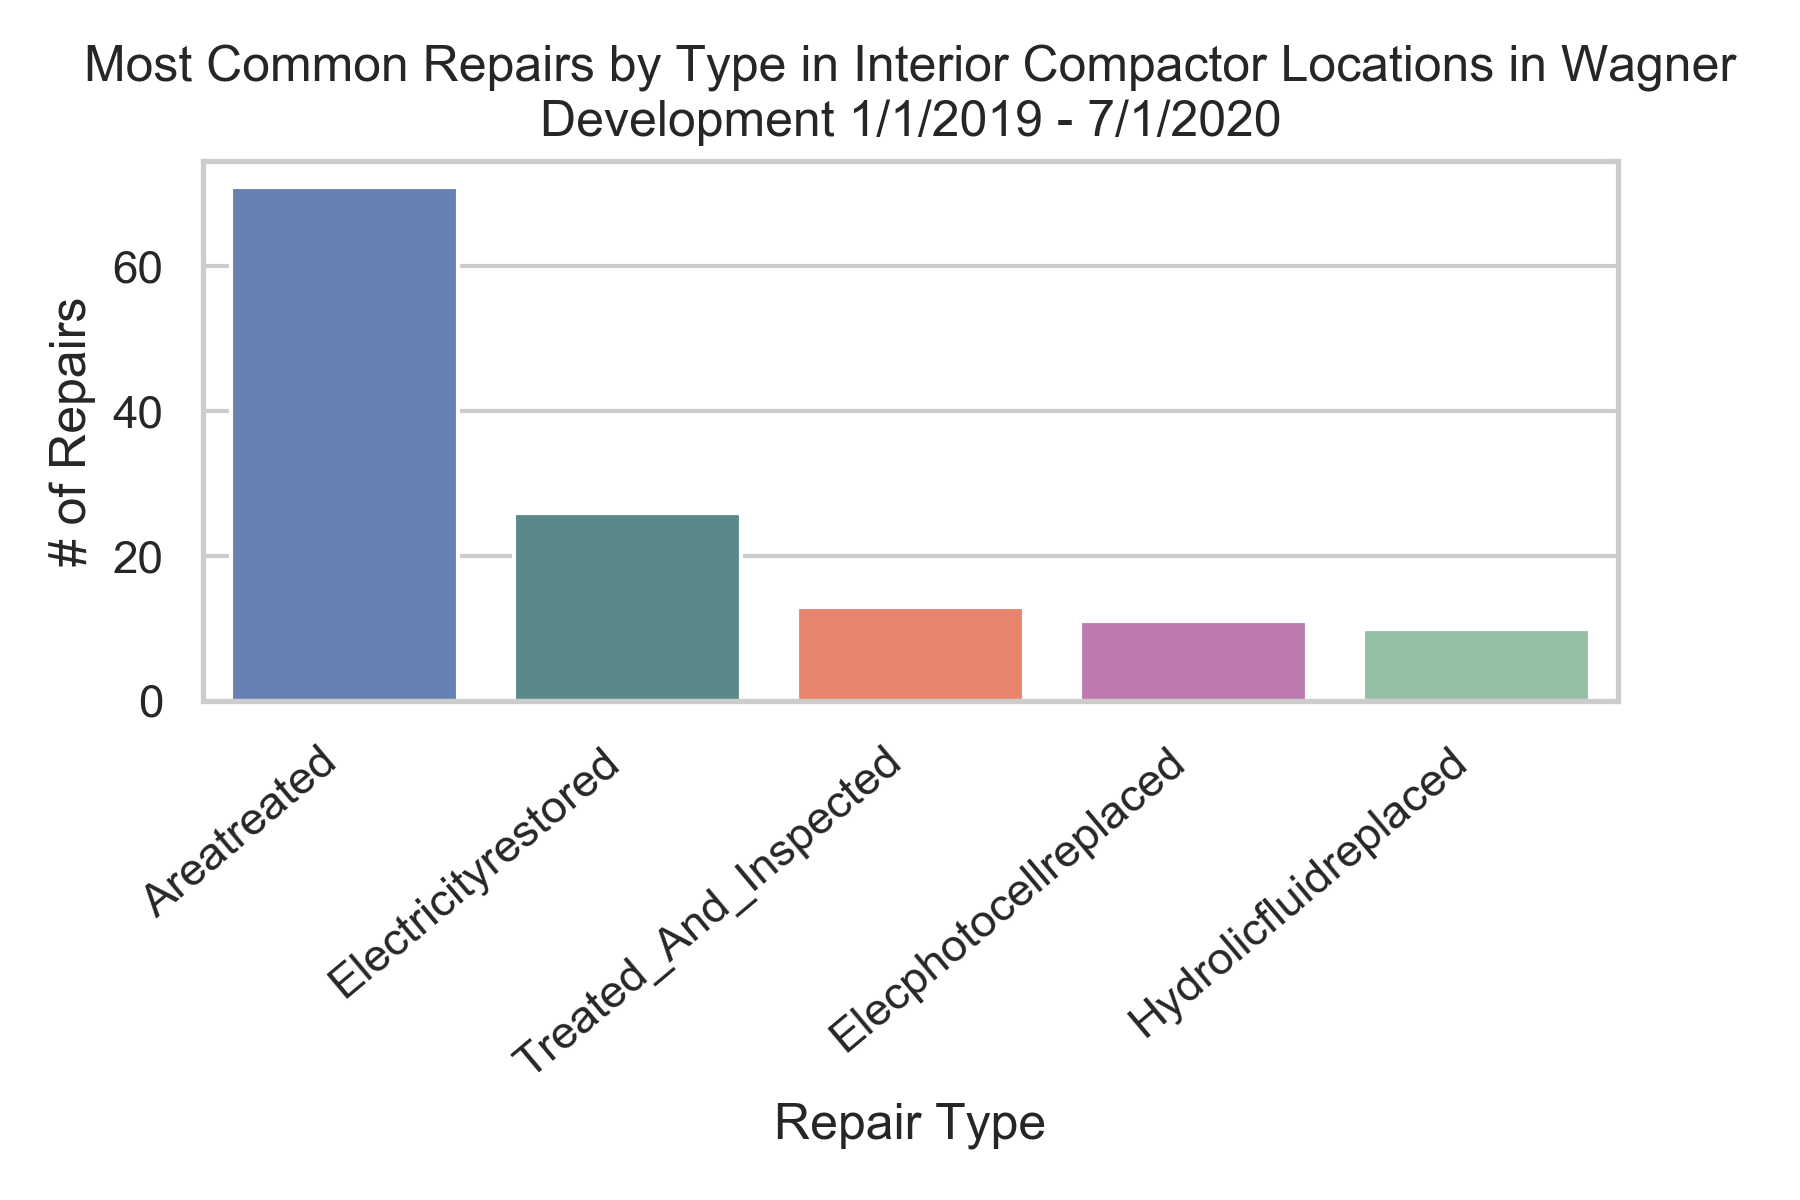 Most Common Repairs by Type in Interior Compactor Locations in Wagner
Development 1/1/2019 - 7/1/2020
# of Repairs
60
40
20
0
Areatreated
Electricityrestored
Treated_And_Inspected
Elecphotocellreplaced
Hydrolicfluidreplaced
Repair Type